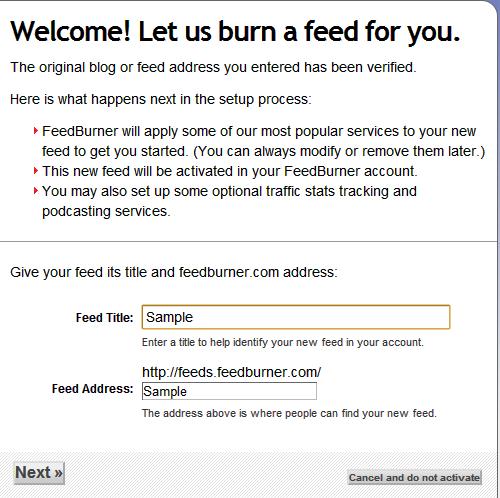 Welcome! Let us burn a feed for you.
The original blog or feed address you entered has been verified.
Here is what happens next in the setup process:
FeedBurner will apply some of our most popular services to your new
feed to get you started. (You can always modify or remove them later.)
This new feed will be activated in your FeedBurner account.
You may also set up some optional traffic stats tracking and
podcasting services.
Give your feed its title and feedburner.com address:
Feed Title: Sample
Enter a title to help identify your new feed in your account.
http://feeds.feedburner.com/
Feed Address: Sample
The address above is where people can find your new feed.
Next » Cancel and do not activate